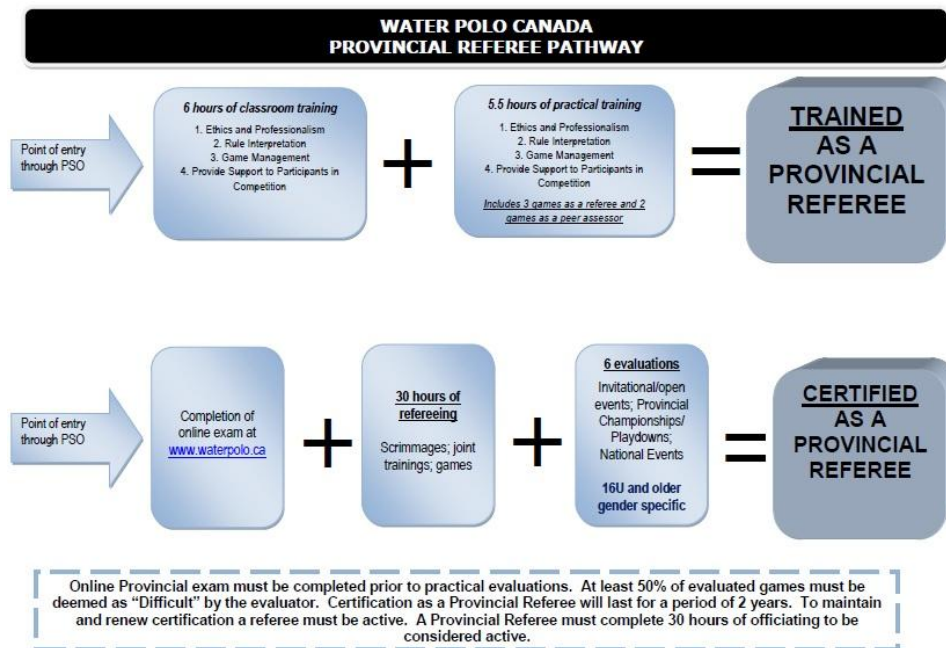 WATER POLO CANADA
PROVINCIAL REFEREE PATHWAY
Point of entry
through PSO
6 hours of classroom training
1. Ethics and Professionalism
2. Rule Interpretation
3. Game Management
4. Provide Support to Participants in
Competition
+
5.5 hours of practical training
1. Ethics and Professionalism
2. Rule Interpretation
3. Game Management
4. Provide Support to Participants in
Competition
Includes 3 games as a referee and 2
games as a peer assessor
=
TRAINED
AS A
PROVINCIAL
REFEREE
Point of entry
through PSO
Completion of
online exam at
www.waterpolo.ca
+
30 hours of
refereeing
Scrimmages; joint
trainings; games
+
6 evaluations
Invitational/open
events; Provincial
Championships/
Playdowns;
National Events
16U and older
gender specific
=
CERTIFIED
AS A
PROVINCIAL
REFEREE
Online Provincial exam must be completed prior to practical evaluations. At least 50% of evaluated games must be
deemed as “Difficult” by the evaluator. Certification as a Provincial Referee will last for a period of 2 years. To maintain
and renew certification a referee must be active. A Provincial Referee must complete 30 hours of officiating to be
considered active.